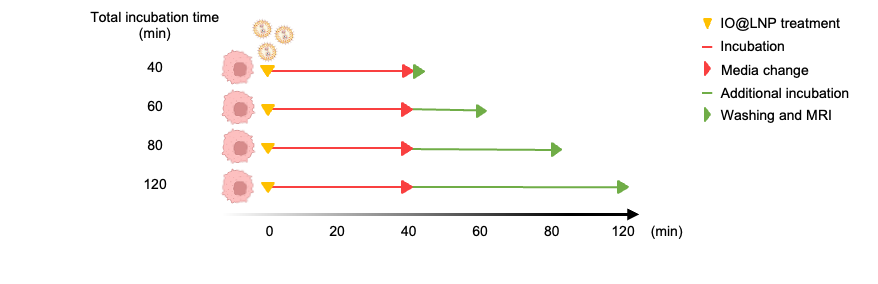 Total incubation time
(min)
40
60
80
120
0 20 40 60 80 120 (min)
IO@LNP treatment
Incubation
Media change
Additional incubation
Washing and MRI